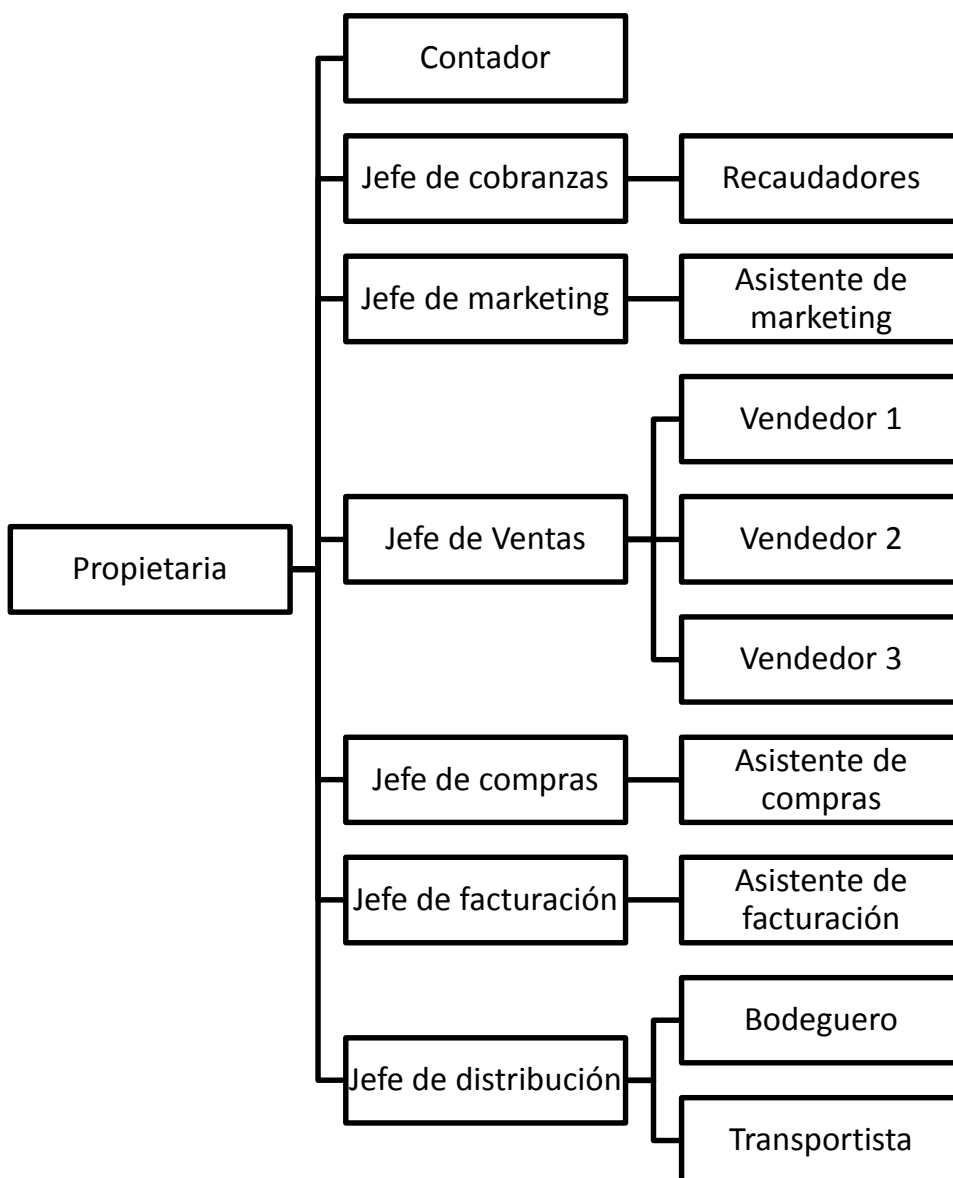 Contador
Jefe de cobranzas
Recaudadores
Jefe de marketing
Asistente de
marketing
Vendedor 1
Jefe de Ventas
Vendedor 2
Propietaria
Vendedor 3
Jefe de compras
Asistente de
compras
Jefe de facturación
Asistente de
facturación
Bodeguero
Jefe de distribución
Transportista